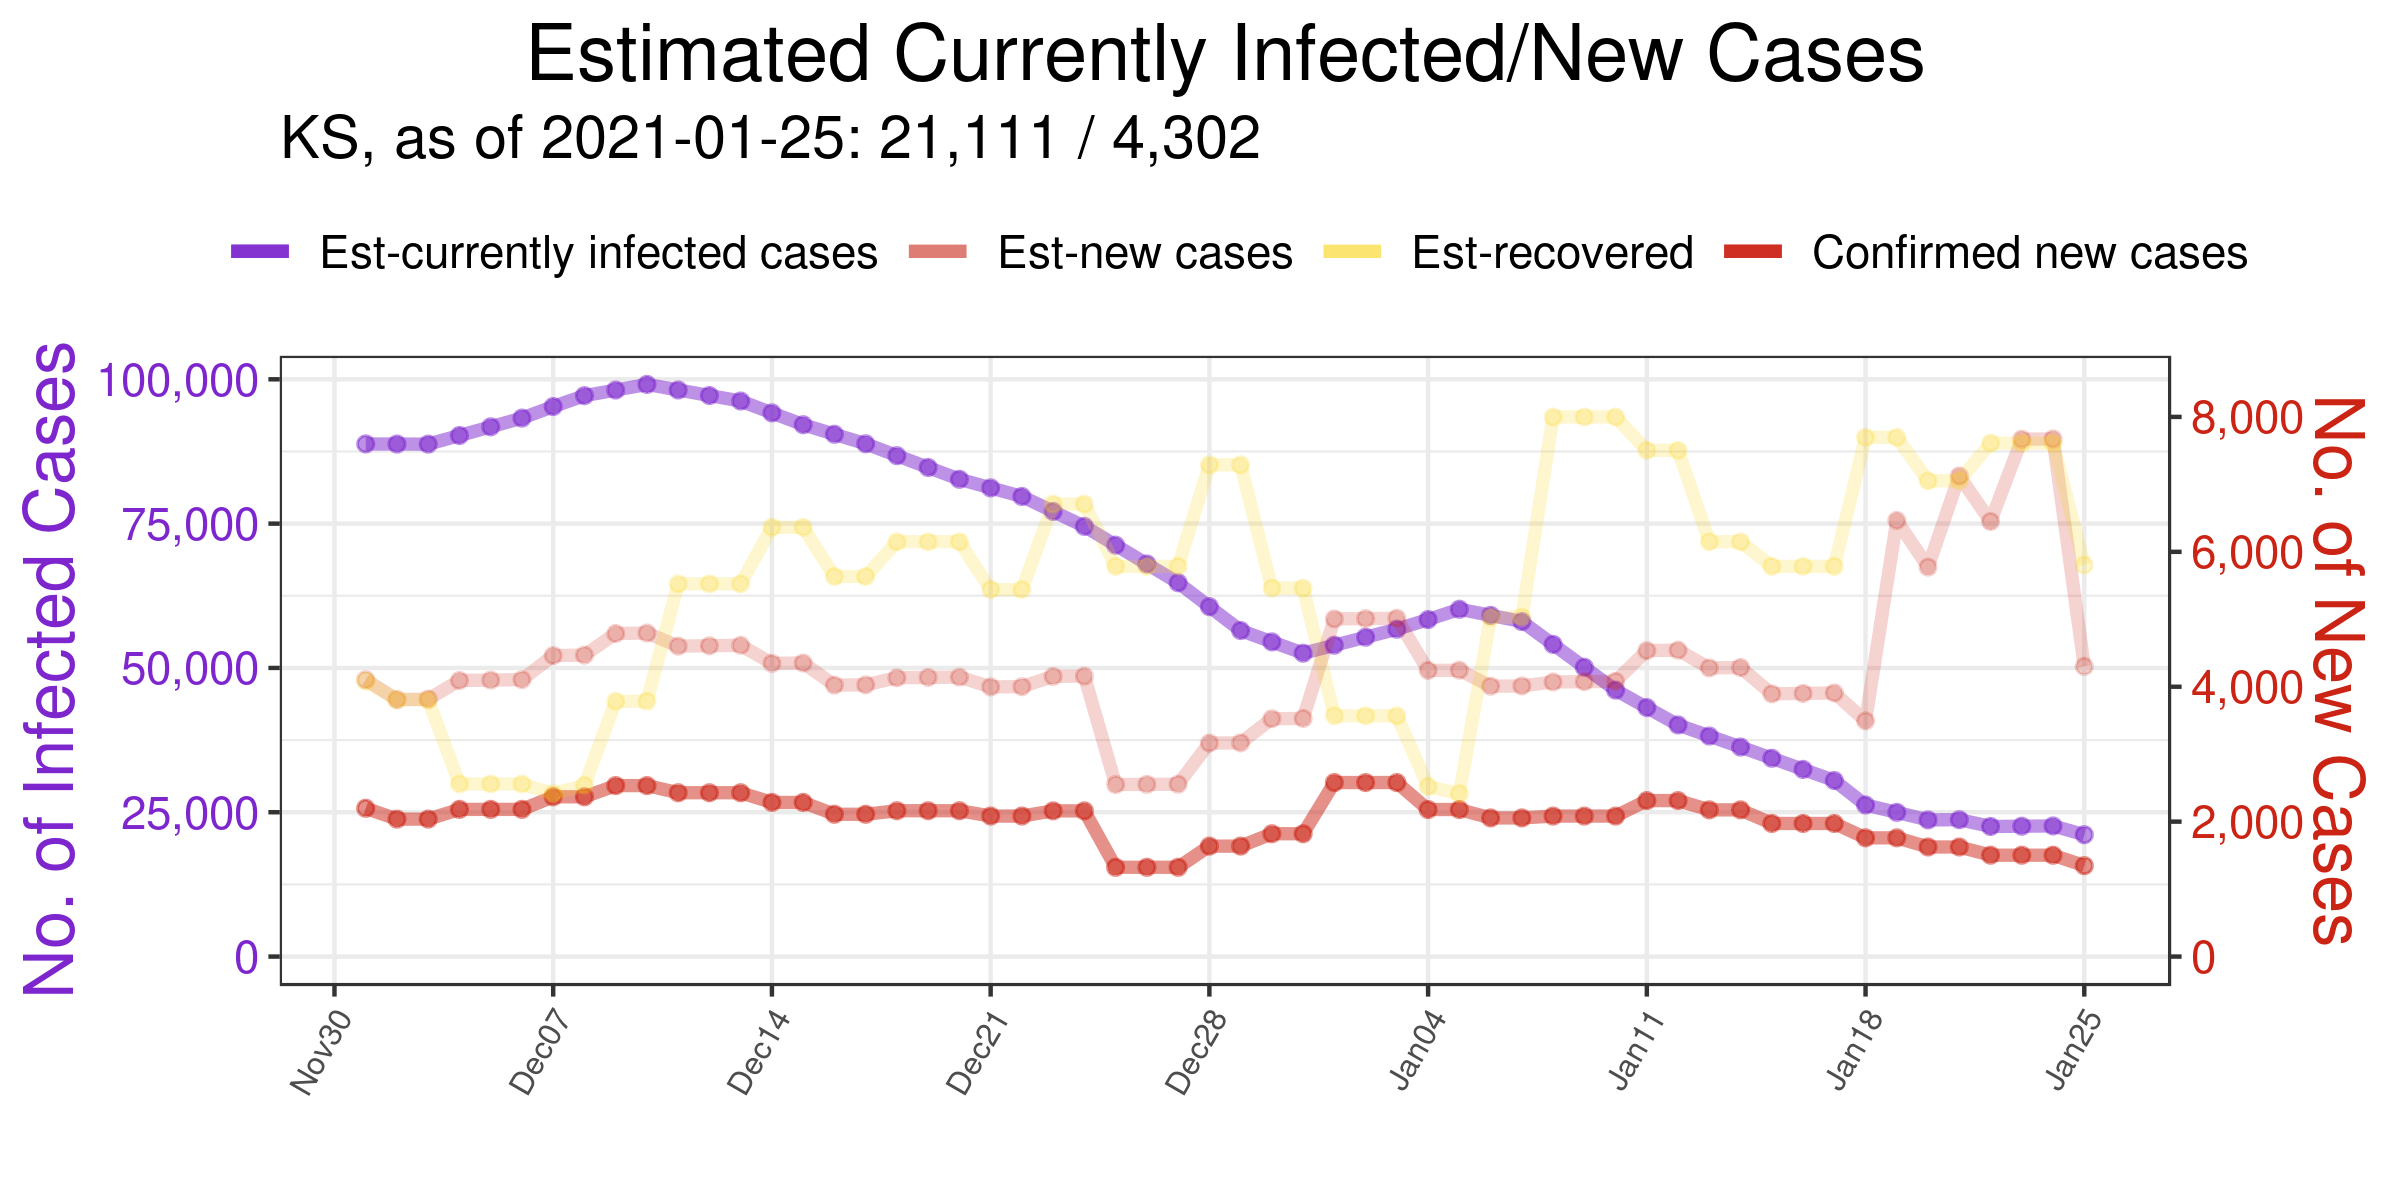 Estimated Currently Infected/New Cases
KS, as of 2021-01-25: 21,111 / 4,302
Est-currently infected cases Est-new cases Est-recovered Confirmed new cases
No. of Infected Cases
100,000
75,000
50,000
25,000
0
8,000
6,000
4,000
2,000
0
No. of New Cases
Nov30 Dec07 Dec14 Dec21 Dec28 Jan04 Jan11 Jan18 Jan25